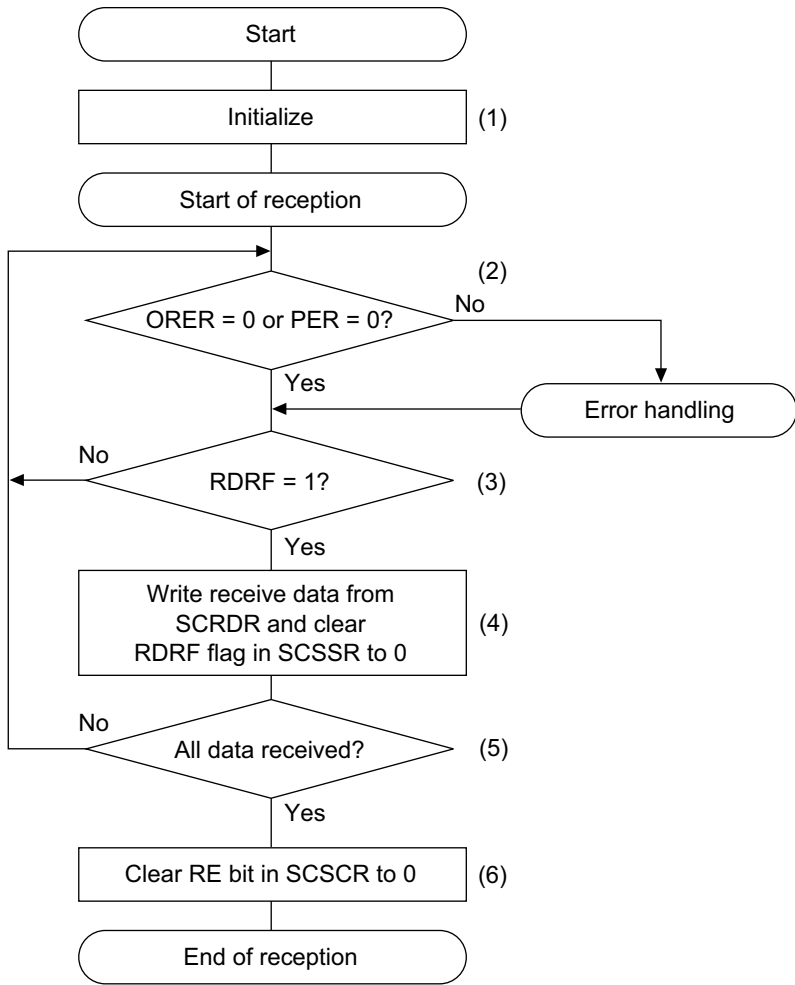 Start
Initialize
(1)
Start of reception
(2)
ORER = 0 or PER = 0?
No
Yes
Error handling
No
RDRF = 1?
(3)
Yes
Write receive data from
SCRDR and clear
RDRF flag in SCSSR to 0
(4)
No
All data received?
(5)
Yes
Clear RE bit in SCSCR to 0
(6)
End of reception